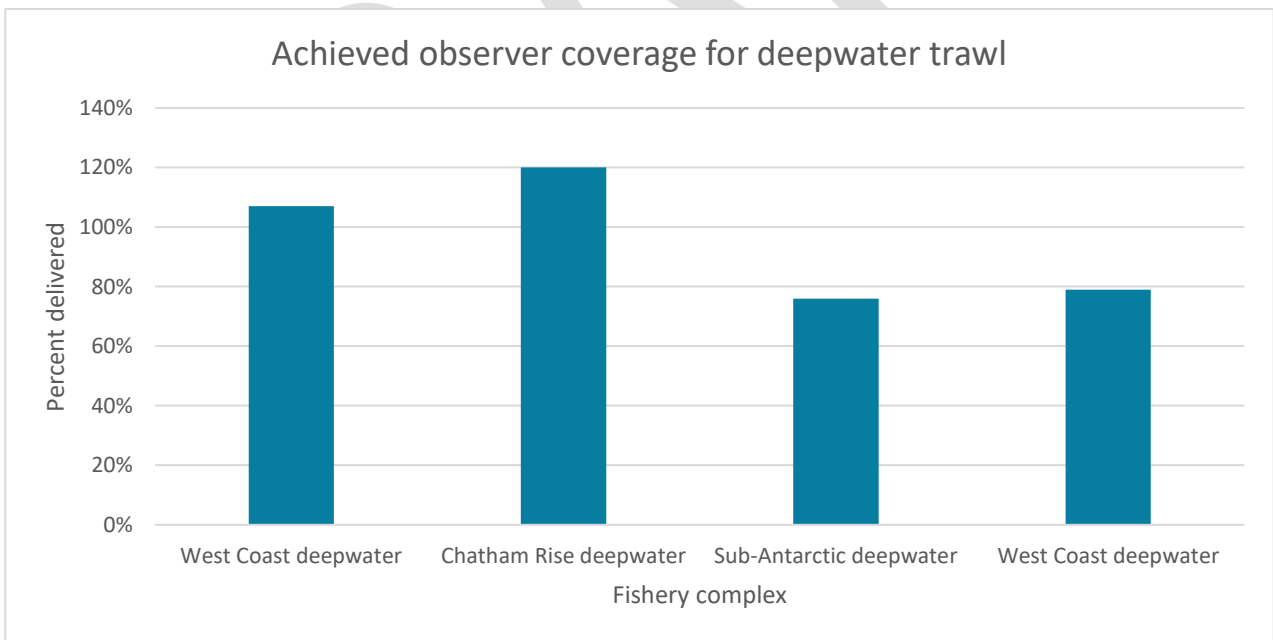 Achieved observer coverage for deepwater trawl
140%
120%
100%
80%
60%
40%
20%
0%
Percent delivered
West Coast deepwater
Chatham Rise deepwater
Sub-Antarctic deepwater
West Coast deepwater
Fishery complex